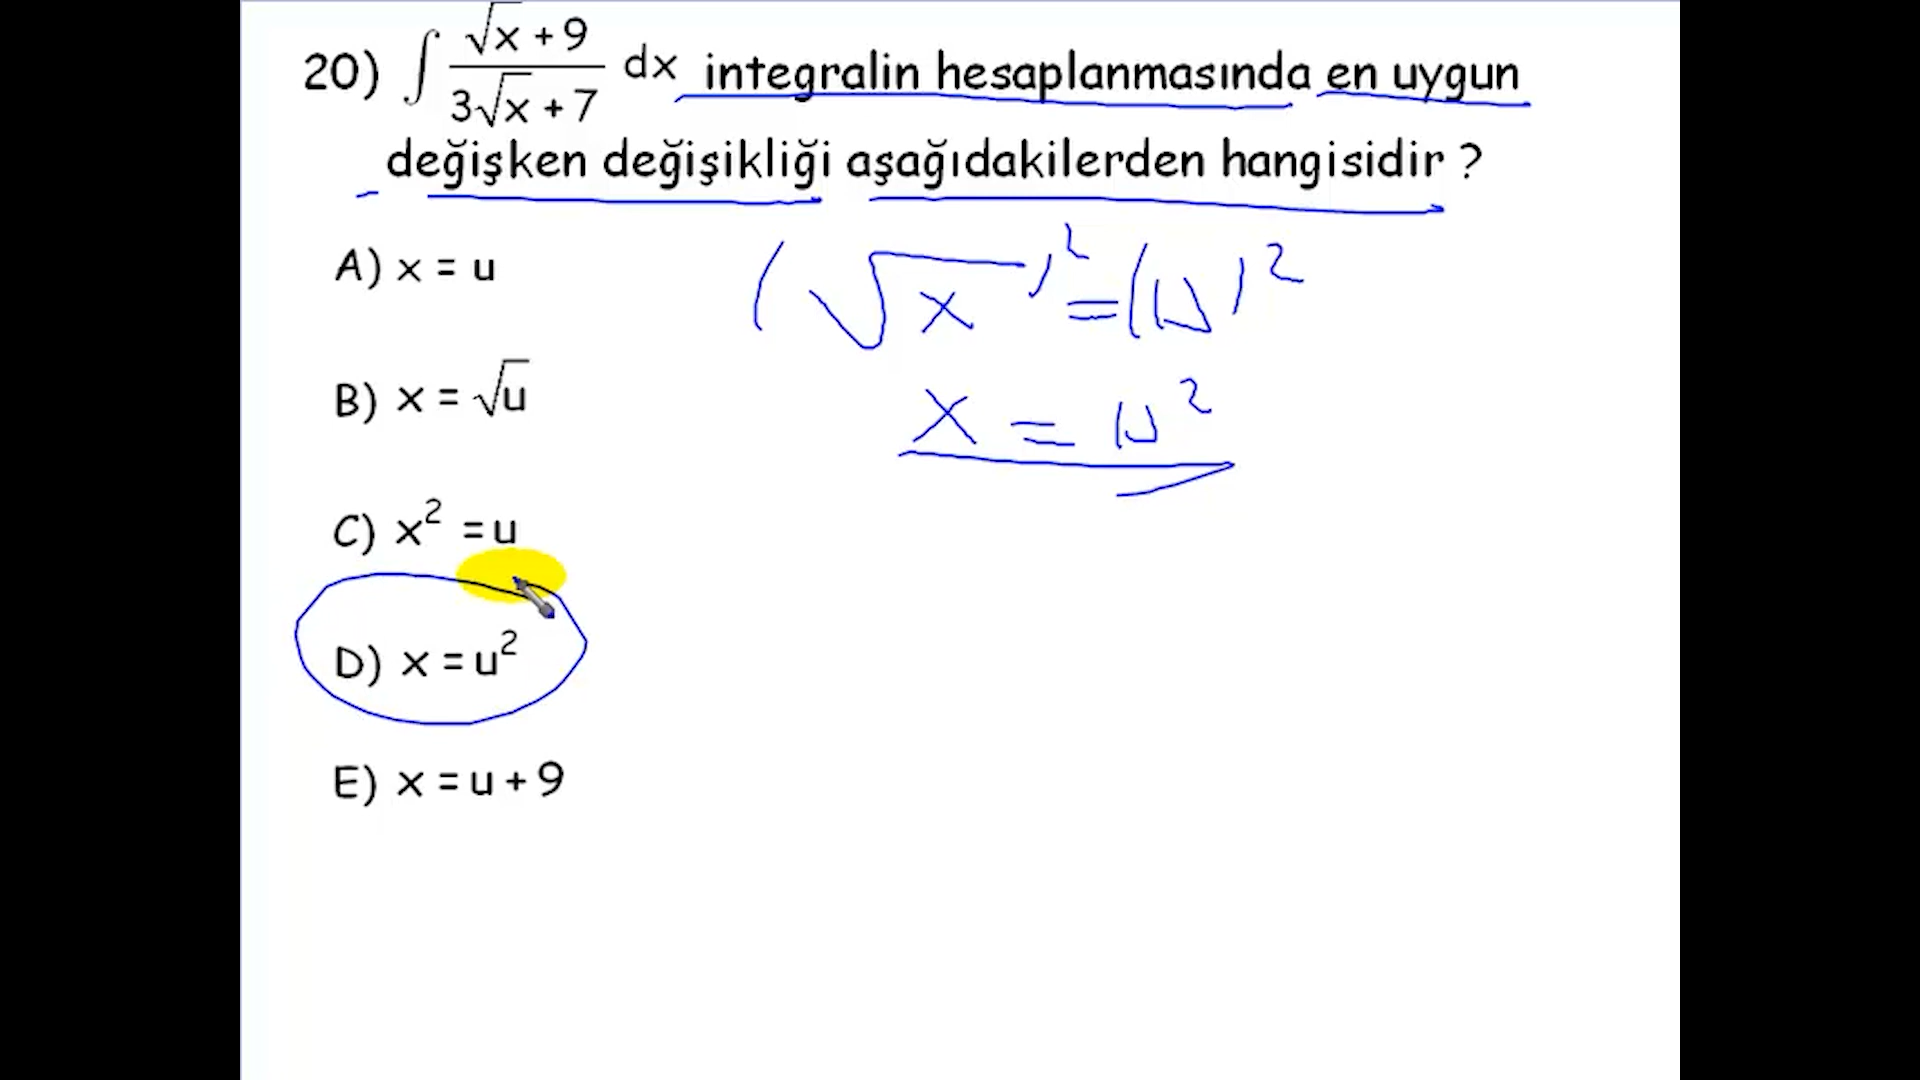 20) ∫ (√x + 9)/(3√x + 7) dx integralin hesaplanmasında en uygun
değişken değişikliği aşağıdakilerden hangisidir ?
A) x = u
(√x)² = (u)²
B) x = √u
x = u²
C) x² = u
D) x = u²
E) x = u + 9